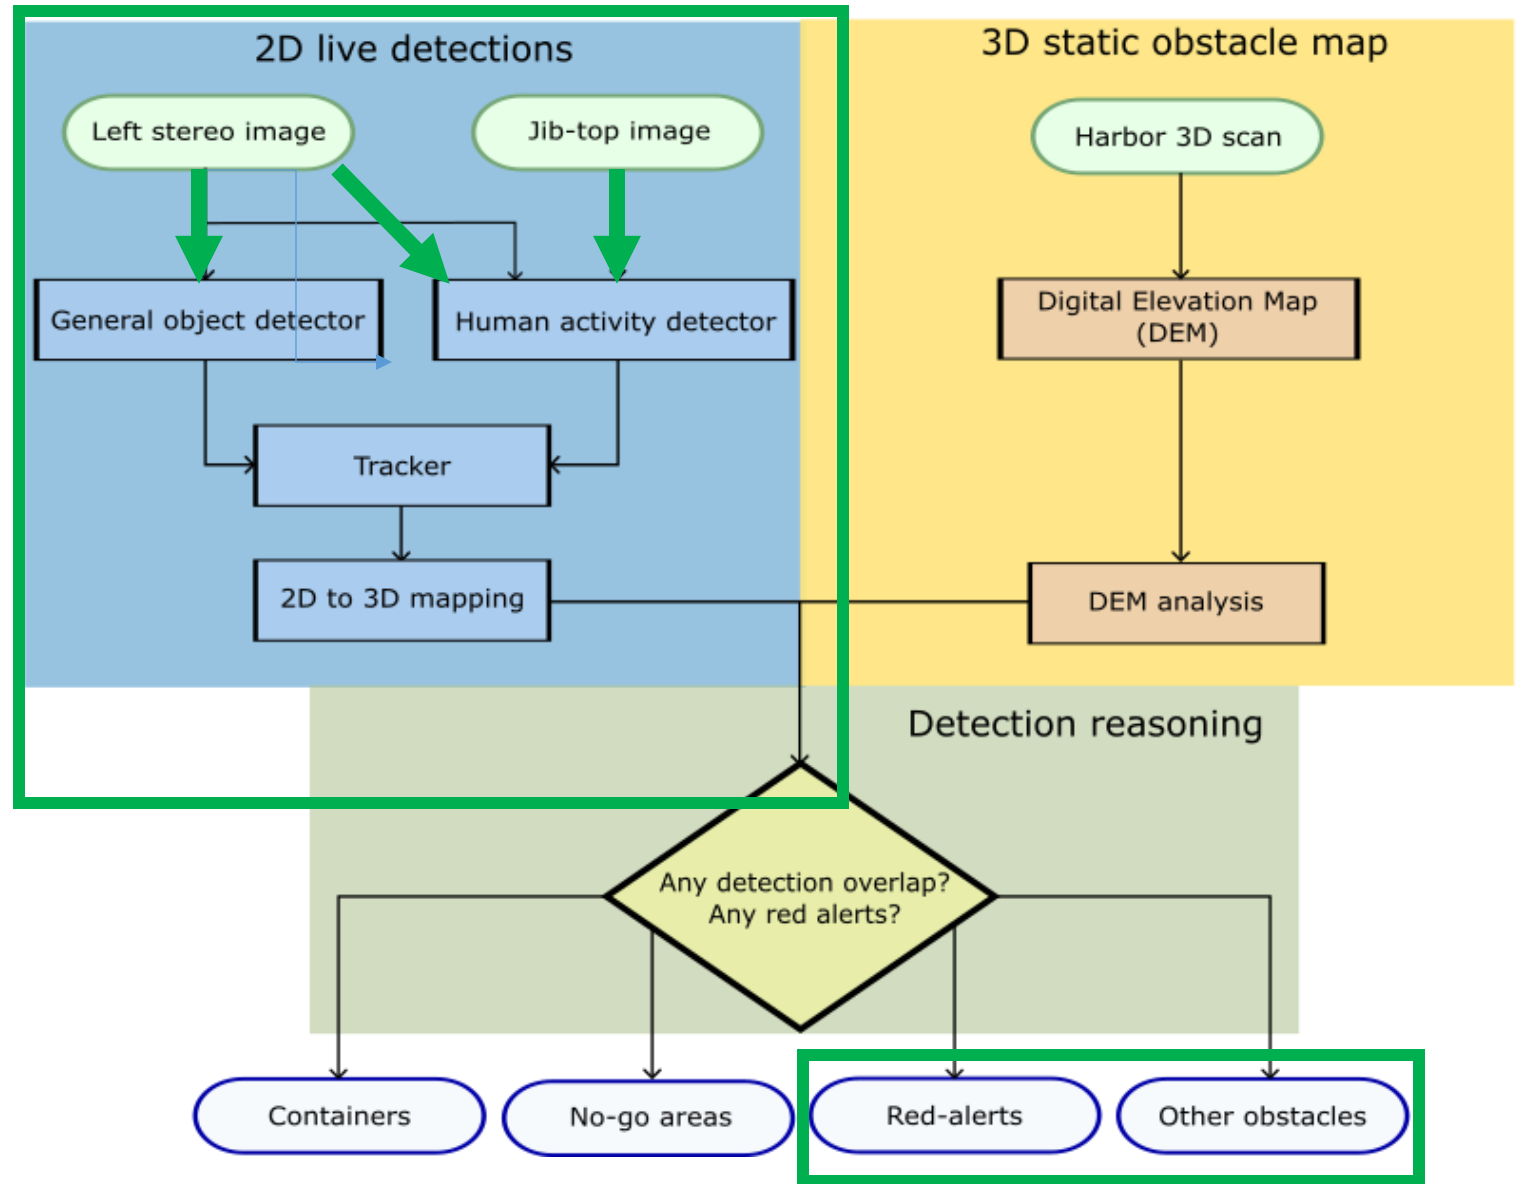 2D live detections
3D static obstacle map
Left stereo image
Jib-top image
Harbor 3D scan
General object detector
Human activity detector
Digital Elevation Map
(DEM)
Tracker
2D to 3D mapping
DEM analysis
Detection reasoning
Any detection overlap?
Any red alerts?
Containers
No-go areas
Red-alerts
Other obstacles